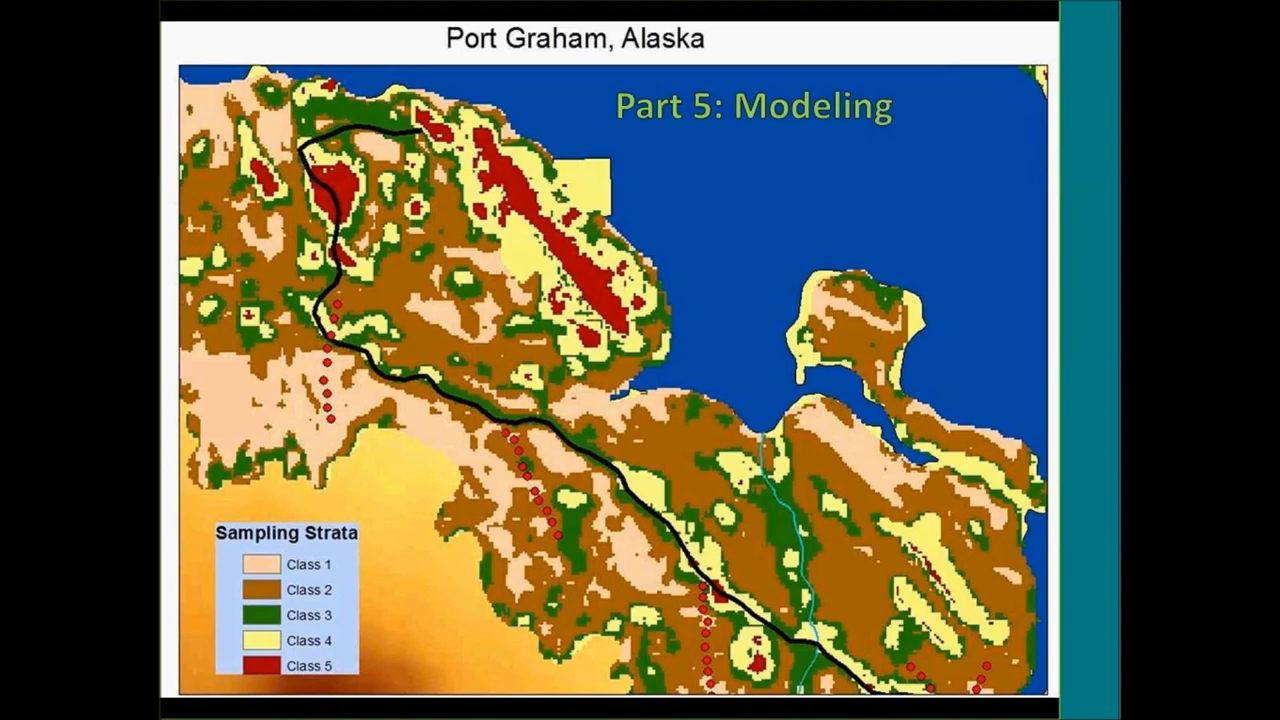 Port Graham, Alaska
Part 5: Modeling
Sampling Strata
Class 1
Class 2
Class 3
Class 4
Class 5